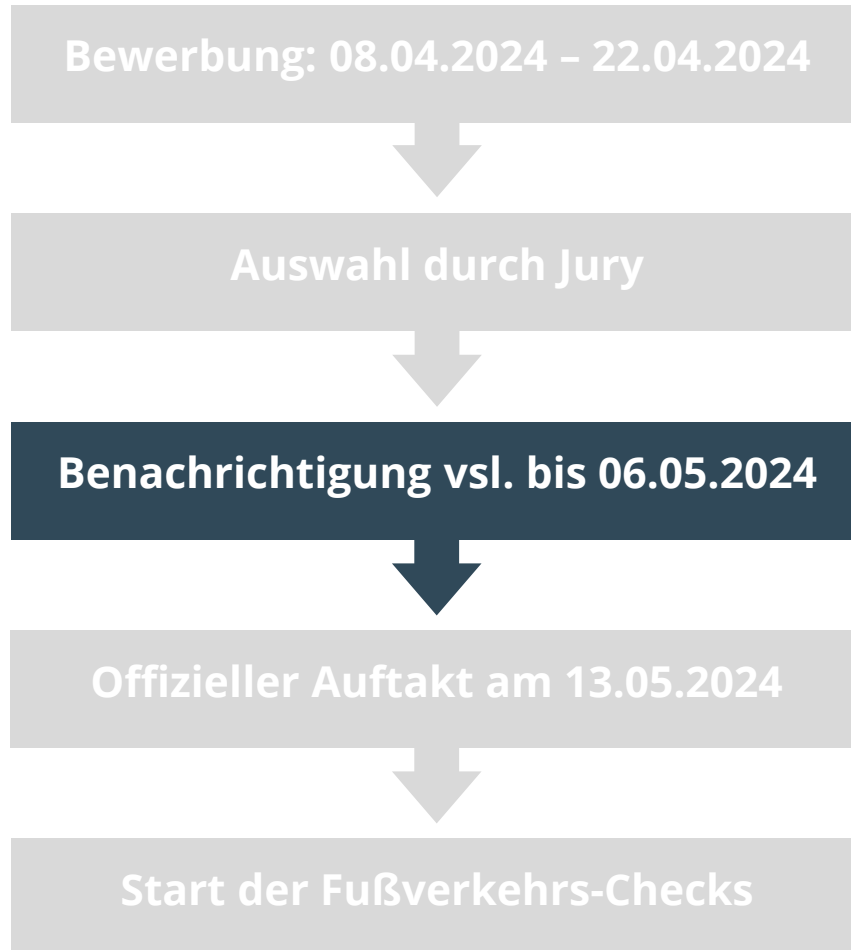 Bewerbung: 08.04.2024 – 22.04.2024
Auswahl durch Jury
Benachrichtigung vsl. bis 06.05.2024
Offizieller Auftakt am 13.05.2024
Start der Fußverkehrs-Checks